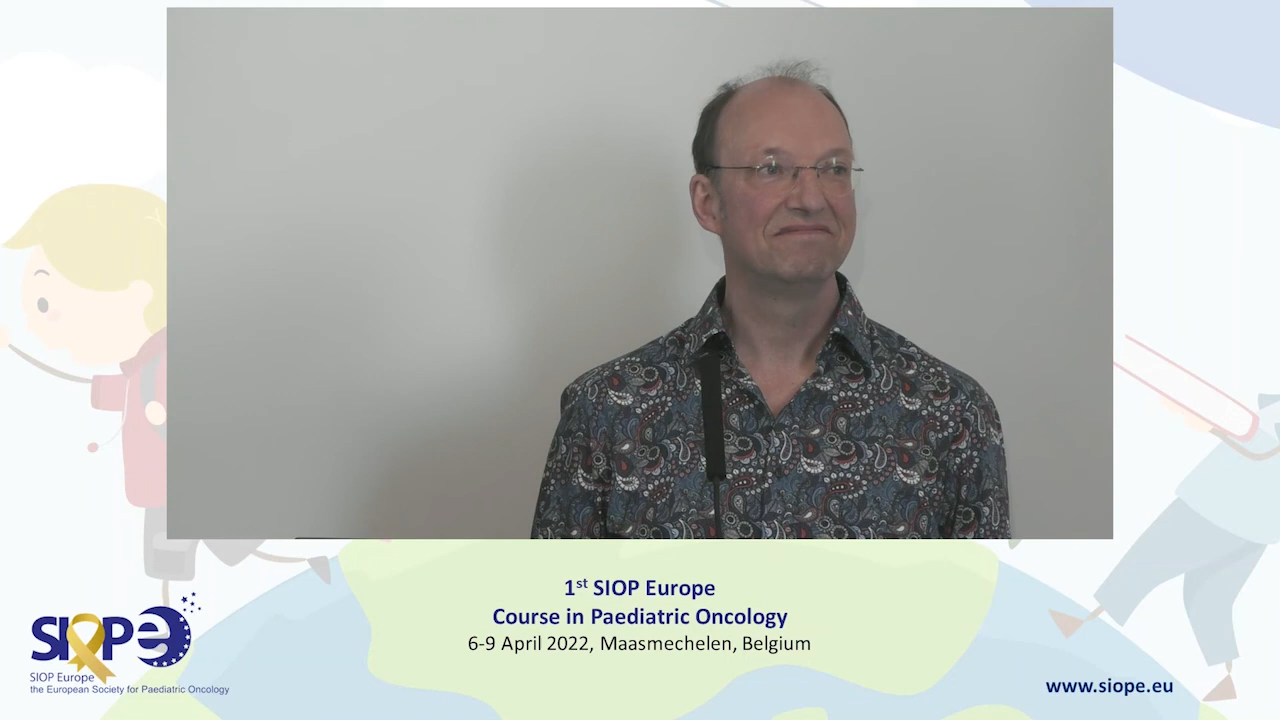 1st SIOP Europe
Course in Paediatric Oncology
6-9 April 2022, Maasmechelen, Belgium
SIOPe
SIOP Europe
the European Society for Paediatric Oncology
www.siope.eu